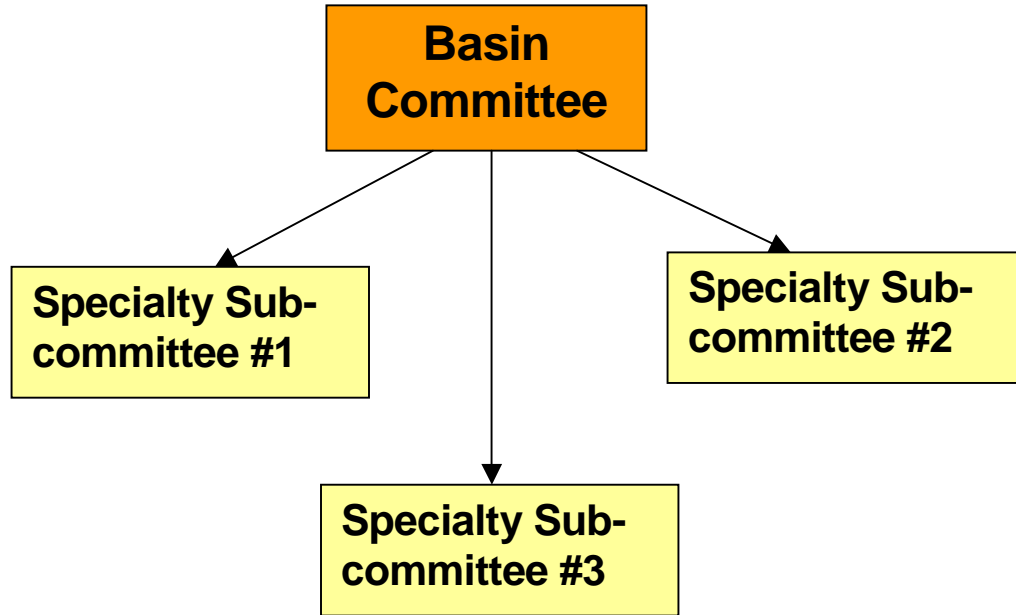 Basin
Committee
Specialty Sub-
committee #1
Specialty Sub-
committee #2
Specialty Sub-
committee #3